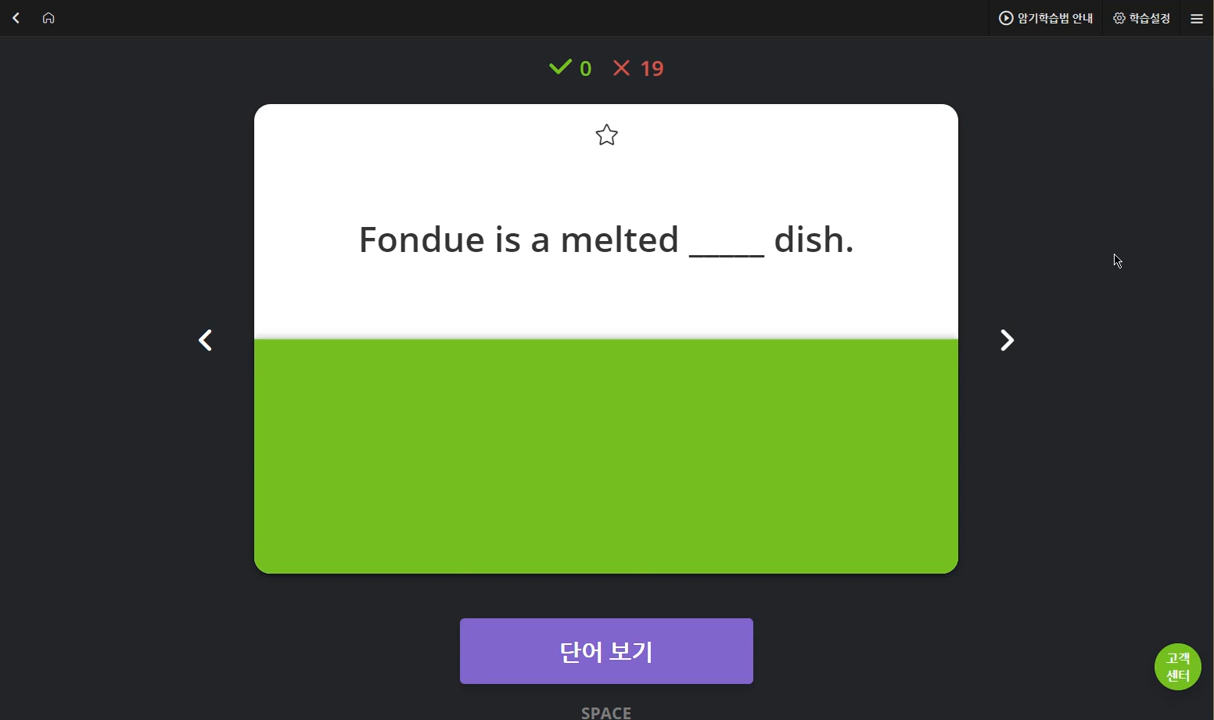 암기학습법 안내
학습설정
0
19
Fondue is a melted _____ dish.
단어 보기
SPACE
고객
센터